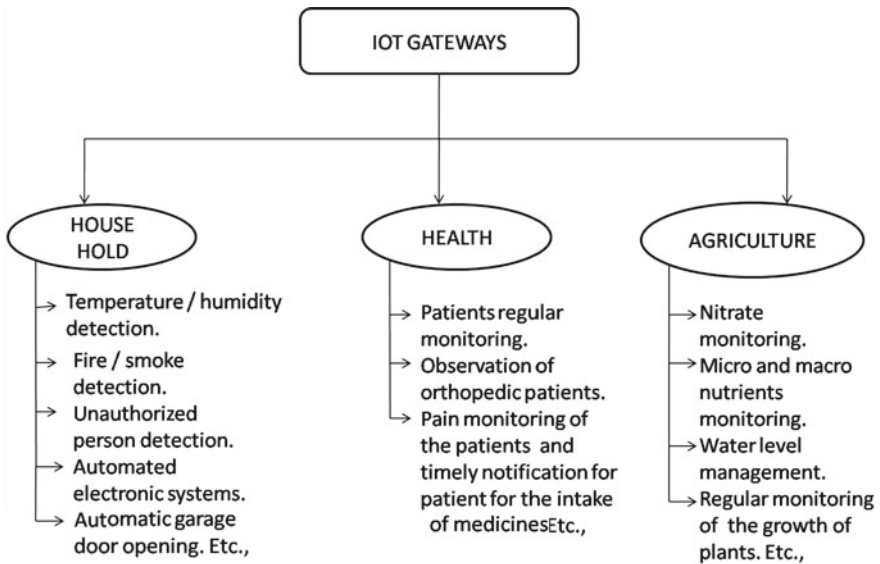 IOT GATEWAYS
HOUSE
HOLD
Temperature / humidity
detection.
Fire / smoke
detection.
Unauthorized
person detection.
Automated
electronic systems.
Automatic garage
door opening. Etc.,
HEALTH
Patients regular
monitoring.
Observation of
orthopedic patients.
Pain monitoring of
the patients and
timely notification for
patient for the intake
of medicinesEtc.,
AGRICULTURE
Nitrate
monitoring.
Micro and macro
nutrients
monitoring.
Water level
management.
Regular monitoring
of the growth of
plants. Etc.,